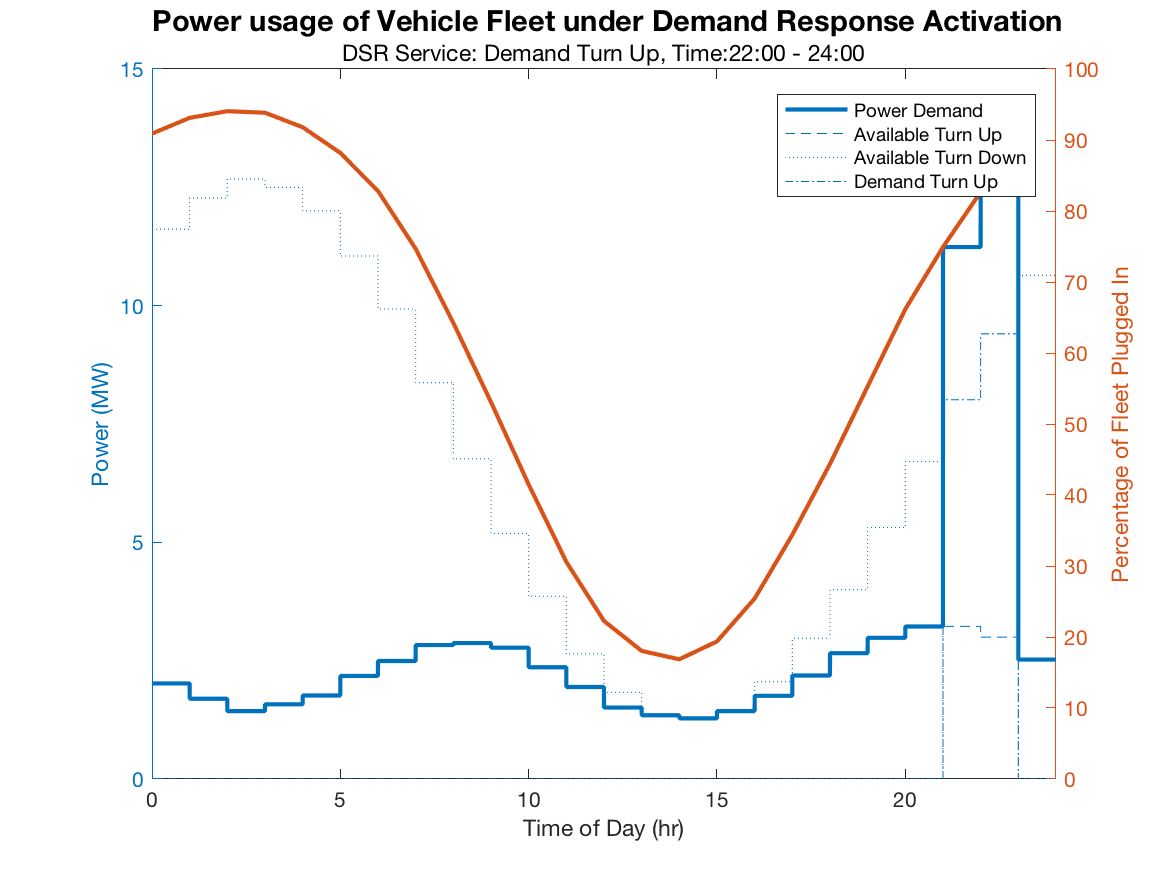 Power usage of Vehicle Fleet under Demand Response Activation
DSR Service: Demand Turn Up, Time:22:00 - 24:00
15
10
5
0
Power (MW)
100
90
80
70
60
50
40
30
20
10
0
Percentage of Fleet Plugged In
Power Demand
Available Turn Up
Available Turn Down
Demand Turn Up
0
5
10
15
20
Time of Day (hr)